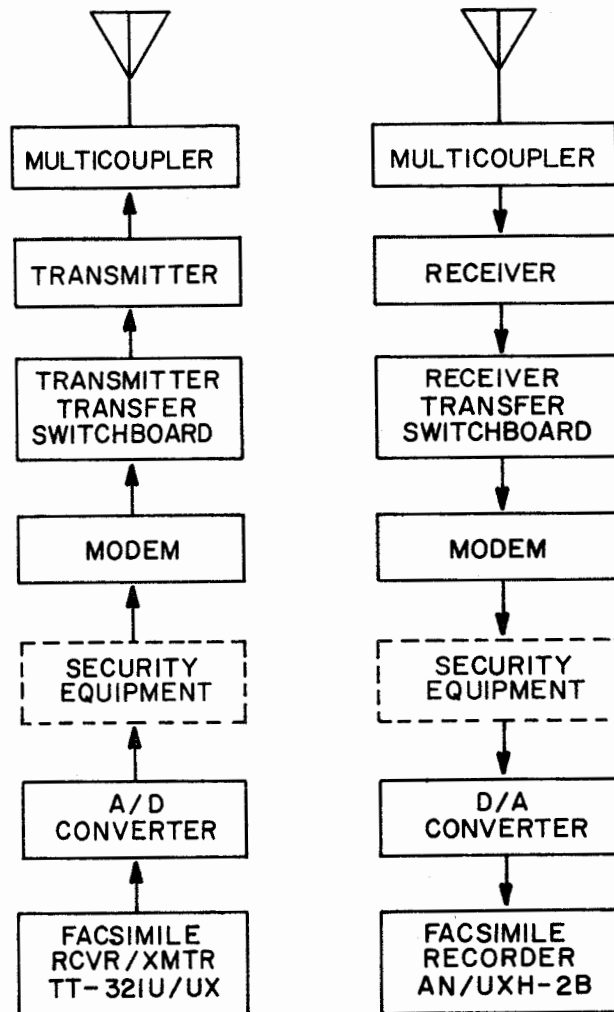 MULTICOUPLER
TRANSMITTER
TRANSMITTER
TRANSFER
SWITCHBOARD
MODEM
SECURITY
EQUIPMENT
A/D
CONVERTER
FACSIMILE
RCVR/XMTR
TT-321U/UX
MULTICOUPLER
RECEIVER
RECEIVER
TRANSFER
SWITCHBOARD
MODEM
SECURITY
EQUIPMENT
D/A
CONVERTER
FACSIMILE
RECORDER
AN/UXH-2B